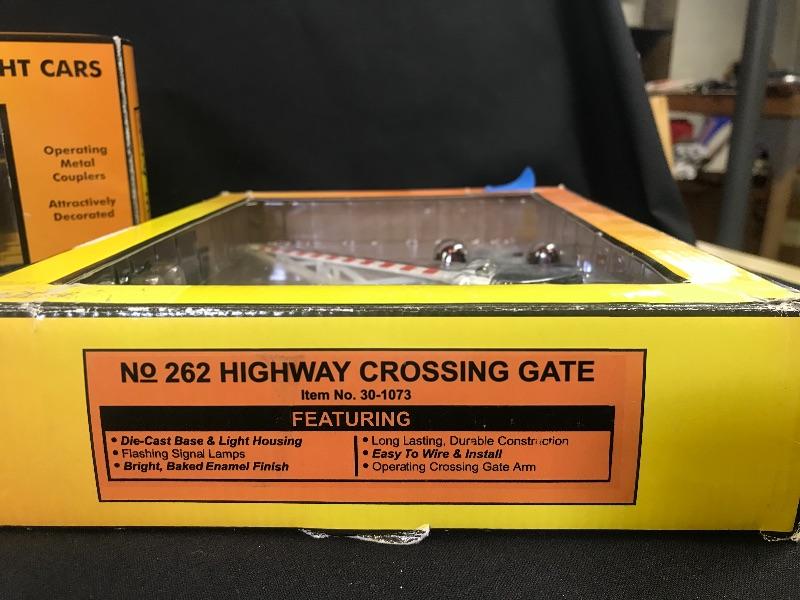 HT CARS
Operating
Metal
Couplers
Attractively
Decorated
No 262 HIGHWAY CROSSING GATE
Item No. 30-1073
FEATURING
• Die-Cast Base & Light Housing
• Flashing Signal Lamps
• Bright, Baked Enamel Finish
• Long Lasting, Durable Construction
• Easy To Wire & Install
• Operating Crossing Gate Arm